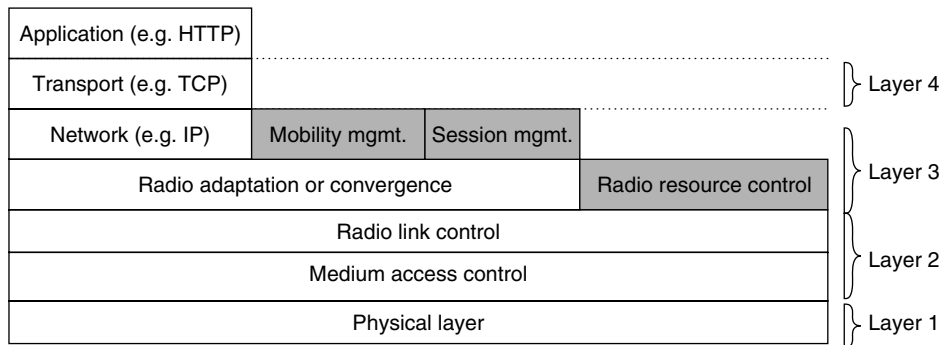 Application (e.g. HTTP)
Transport (e.g. TCP)
Layer 4
Network (e.g. IP)
Mobility mgmt.
Session mgmt.
Layer 3
Radio adaptation or convergence
Radio resource control
Radio link control
Layer 2
Medium access control
Physical layer
Layer 1